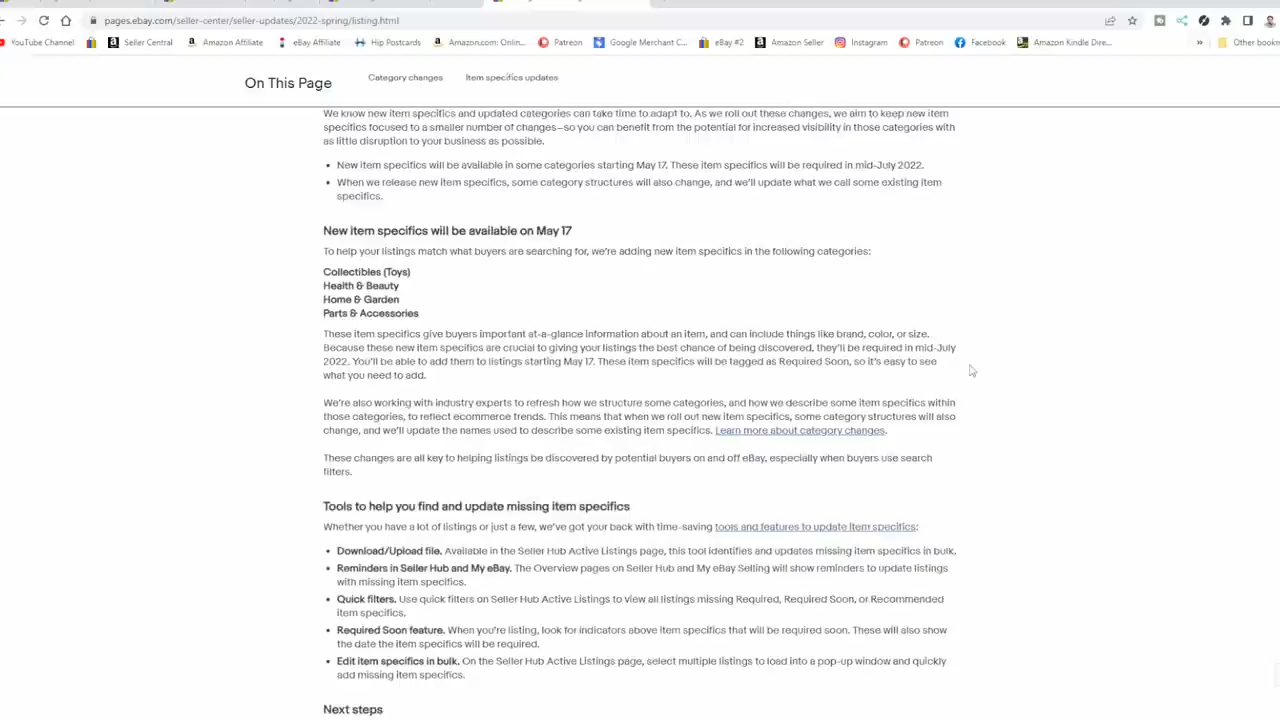 pages.ebay.com/seller-center/seller-updates/2022-spring/listing.html
YouTube Channel Seller Central Amazon Affiliate eBay Affiliate Hip Postcards Amazon.com: Onlin... Patreon Google Merchant C... eBay #2 Amazon Seller Instagram Patreon Facebook Amazon Kindle Dire... » Other bookm
On This Page Category changes Item specifics updates
We know new item specifics and updated categories can take time to adapt to. As we roll out these changes, we aim to keep new item
specifics focused to a smaller number of changes—so you can benefit from the potential for increased visibility in those categories with
as little disruption to your business as possible.
• New item specifics will be available in some categories starting May 17. These item specifics will be required in mid-July 2022.
• When we release new item specifics, some category structures will also change, and we'll update what we call some existing item
specifics.
New item specifics will be available on May 17
To help your listings match what buyers are searching for, we're adding new item specifics in the following categories:
Collectibles (Toys)
Health & Beauty
Home & Garden
Parts & Accessories
These item specifics give buyers important at-a-glance information about an item, and can include things like brand, color, or size.
Because these new item specifics are crucial to giving your listings the best chance of being discovered, they'll be required in mid-July
2022. You'll be able to add them to listings starting May 17. These item specifics will be tagged as Required Soon, so it's easy to see
what you need to add.
We're also working with industry experts to refresh how we structure some categories, and how we describe some item specifics within
those categories, to reflect ecommerce trends. This means that when we roll out new item specifics, some category structures will also
change, and we'll update the names used to describe some existing item specifics. Learn more about category changes.
These changes are all key to helping listings be discovered by potential buyers on and off eBay, especially when buyers use search
filters.
Tools to help you find and update missing item specifics
Whether you have a lot of listings or just a few, we've got your back with time-saving tools and features to update item specifics:
• Download/Upload file. Available in the Seller Hub Active Listings page, this tool identifies and updates missing item specifics in bulk.
• Reminders in Seller Hub and My eBay. The Overview pages on Seller Hub and My eBay Selling will show reminders to update listings
with missing item specifics.
• Quick filters. Use quick filters on Seller Hub Active Listings to view all listings missing Required, Required Soon, or Recommended
item specifics.
• Required Soon feature. When you're listing, look for indicators above item specifics that will be required soon. These will also show
the date the item specifics will be required.
• Edit item specifics in bulk. On the Seller Hub Active Listings page, select multiple listings to load into a pop-up window and quickly
add missing item specifics.
Next steps